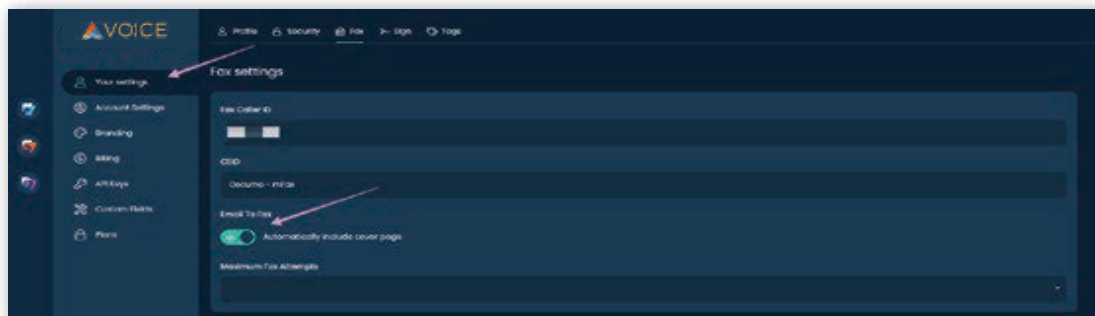 VOICE
Profile Security Fax Sign Tags
Fax settings
Your settings
Account Settings
Branding
Billing
API Keys
Custom Fields
Plans
Fax Caller ID
CSID
Documo - mFax
Email To Fax
Automatically include cover page
Maximum Fax Attempts